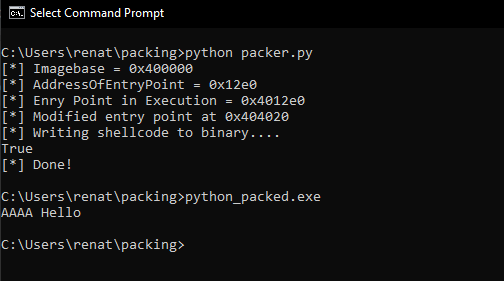 Select Command Prompt
C:\Users\renat\packing>python packer.py
[*] Imagebase = 0x400000
[*] AddressOfEntryPoint = 0x12e0
[*] Enry Point in Execution = 0x4012e0
[*] Modified entry point at 0x404020
[*] Writing shellcode to binary....
True
[*] Done!
C:\Users\renat\packing>python_packed.exe
AAAA Hello
C:\Users\renat\packing>